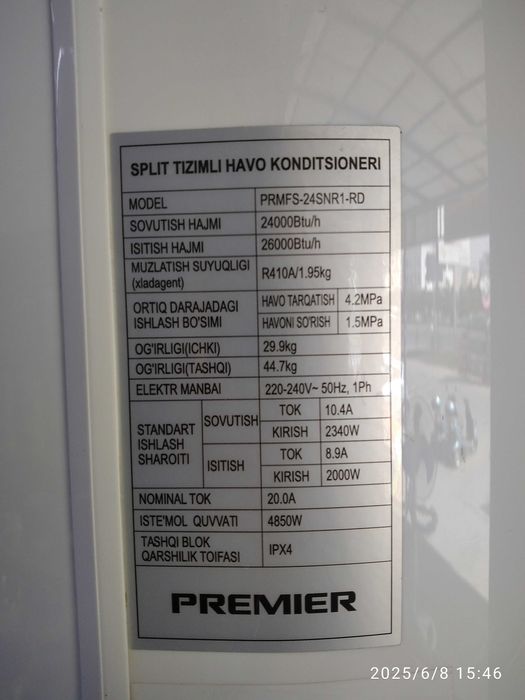 SPLIT TIZIMLI HAVO KONDITSIONERI
MODEL PRMFS-24SNR1-RD
SOVUTISH HAJMI 24000Btu/h
ISITISH HAJMI 26000Btu/h
MUZLATISH SUYUQLIGI
(xladagent) R410A/1.95kg
ORTIQ DARAJADAGI
ISHLASH BO'SIMI
HAVO TARQATISH 4.2MPa
HAVONI SO'RISH 1.5MPa
OG'IRLIGI(ICHKI) 29.9kg
OG'IRLIGI(TASHQI) 44.7kg
ELEKTR MANBAI 220-240V~ 50Hz, 1Ph
STANDART
ISHLASH
SHAROITI
SOVUTISH
TOK 10.4A
KIRISH 2340W
ISITISH
TOK 8.9A
KIRISH 2000W
NOMINAL TOK 20.0A
ISTE'MOL QUVVATI 4850W
TASHQI BLOK
QARSHILIK TOIFASI IPX4
PREMIER
2025/6/8 15:46